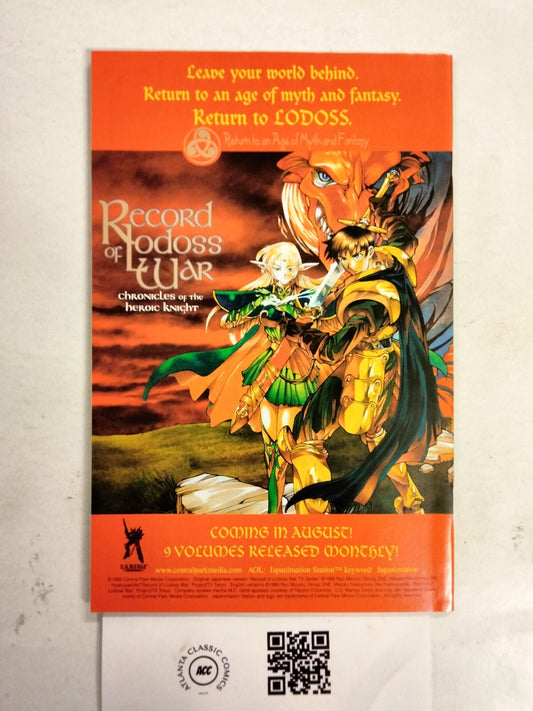 Leave your world behind.
Return to an age of myth and fantasy.
Return to LODOSS.
Return to an Age of Myth and Fantasy
RECORD
OF LODOSS
WAR
CHRONICLES OF THE
HEROIC KNIGHT
COMING IN AUGUST!
9 VOLUMES RELEASED MONTHLY!
www.centralparkmedia.com AOL: Japanimation Station™ keyword: Japanimation
ATLANTA CLASSIC COMICS
ACC